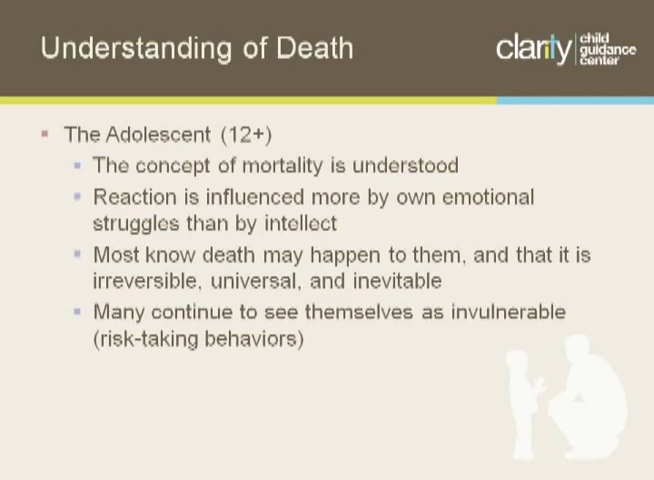 Understanding of Death
clarity child
guidance
center
The Adolescent (12+)
The concept of mortality is understood
Reaction is influenced more by own emotional
struggles than by intellect
Most know death may happen to them, and that it is
irreversible, universal, and inevitable
Many continue to see themselves as invulnerable
(risk-taking behaviors)